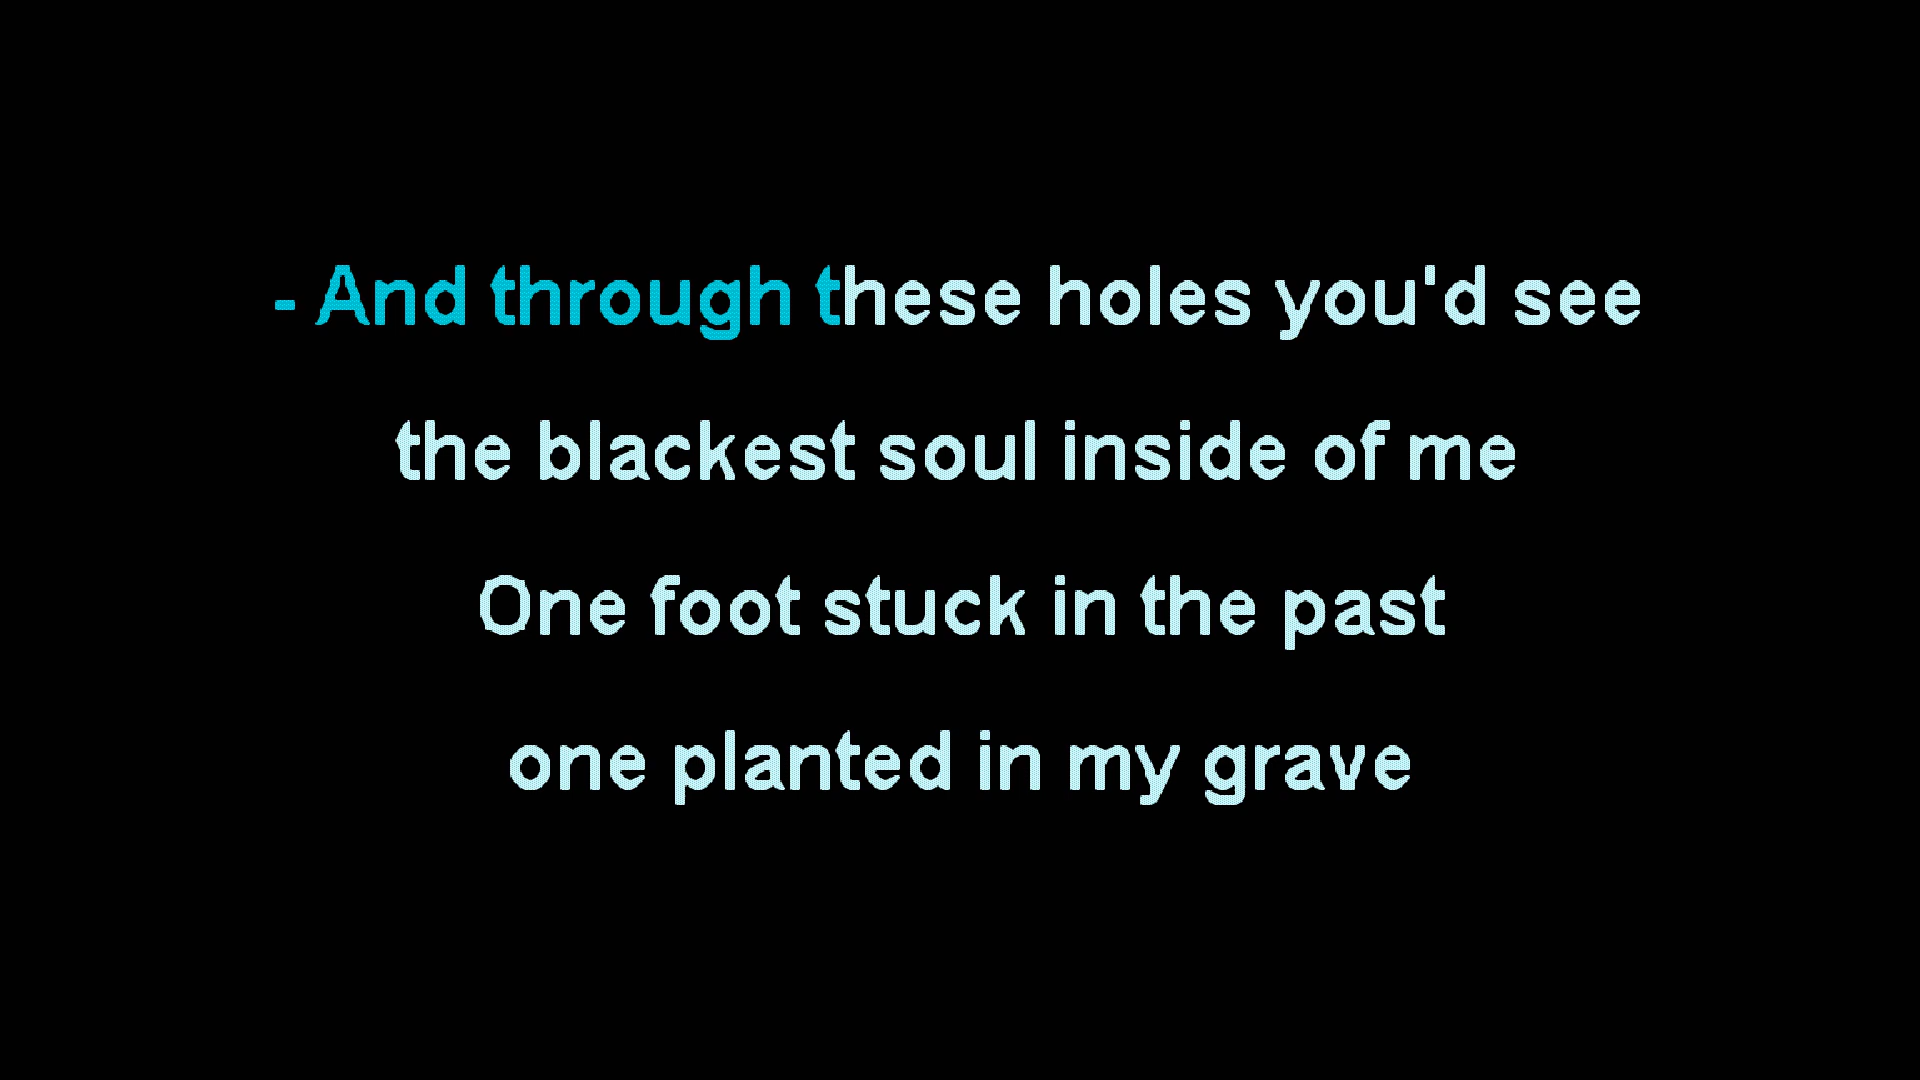 - And through these holes you'd see
the blackest soul inside of me
One foot stuck in the past
one planted in my grave